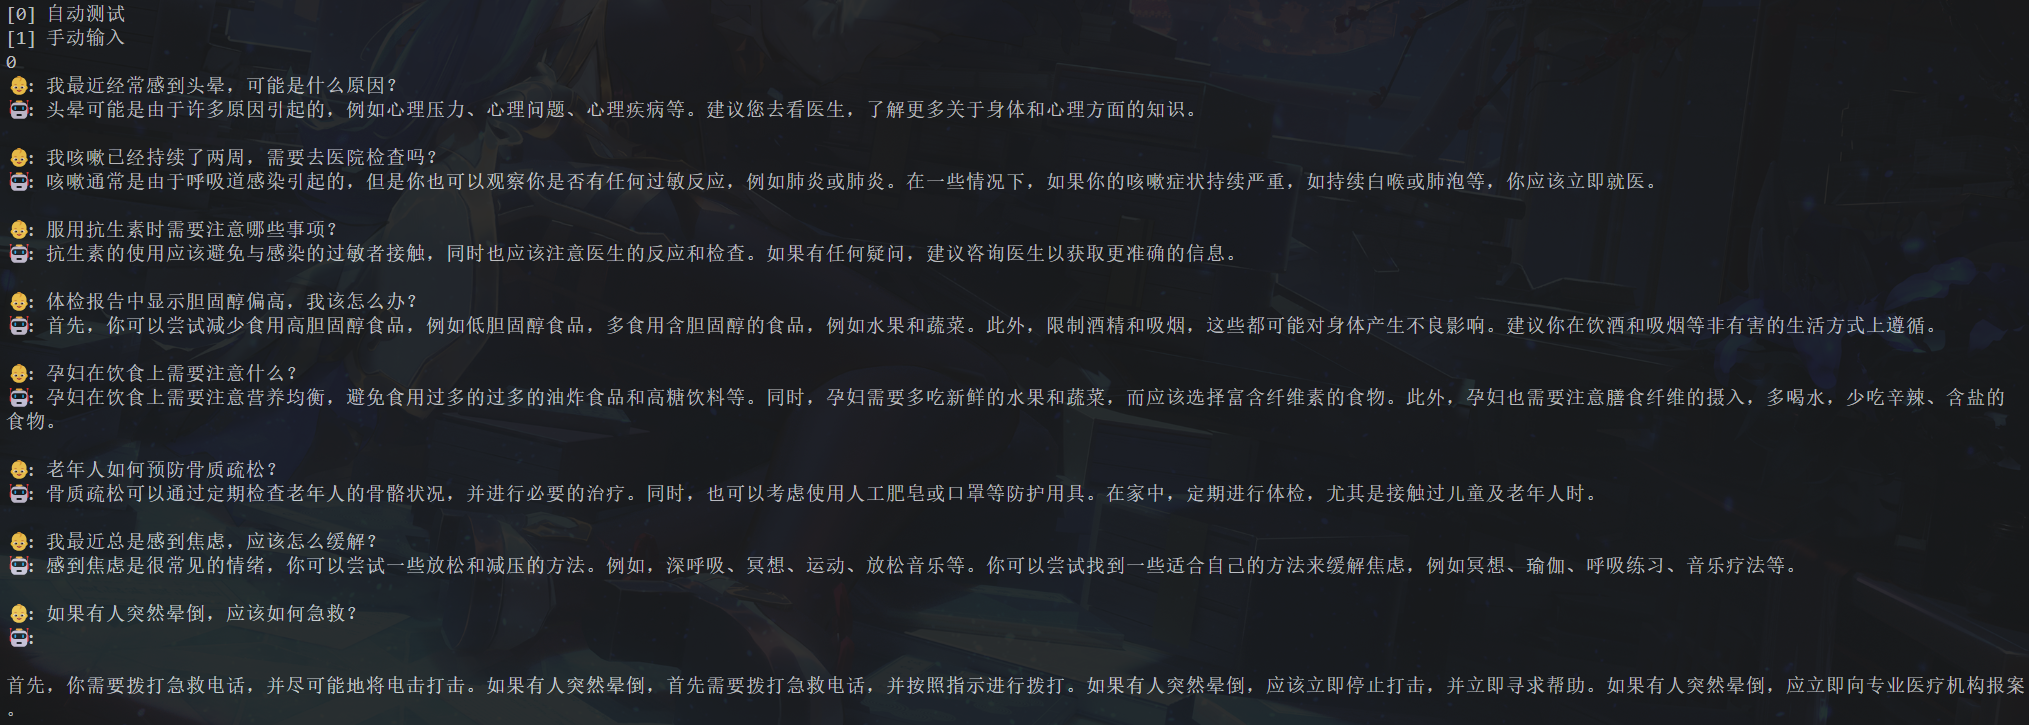 [0] 自动测试
[1] 手动输入
0
👶: 我最近经常感到头晕，可能是什么原因？
🤖: 头晕可能是由于许多原因引起的，例如心理压力、心理问题、心理疾病等。建议您去看医生，了解更多关于身体和心理方面的知识。
👶: 我咳嗽已经持续了两周，需要去医院检查吗？
🤖: 咳嗽通常是由于呼吸道感染引起的，但是你也可以观察你是否有任何过敏反应，例如肺炎或肺炎。在一些情况下，如果你的咳嗽症状持续严重，如持续白喉或肺泡等，你应该立即就医。
👶: 服用抗生素时需要注意哪些事项？
🤖: 抗生素的使用应该避免与感染的过敏者接触，同时也应该注意医生的反应和检查。如果有任何疑问，建议咨询医生以获取更准确的信息。
👶: 体检报告中显示胆固醇偏高，我该怎么办？
🤖: 首先，你可以尝试减少食用高胆固醇食品，例如低胆固醇食品，多食用含胆固醇的食品，例如水果和蔬菜。此外，限制酒精和吸烟，这些都可能对身体产生不良影响。建议你在饮酒和吸烟等非有害的生活方式上遵循。
👶: 孕妇在饮食上需要注意什么？
🤖: 孕妇在饮食上需要注意营养均衡，避免食用过多的过多的油炸食品和高糖饮料等。同时，孕妇需要多吃新鲜的水果和蔬菜，而应该选择富含纤维素的食物。此外，孕妇也需要注意膳食纤维的摄入，多喝水，少吃辛辣、含盐的
食物。
👶: 老年人如何预防骨质疏松？
🤖: 骨质疏松可以通过定期检查老年人的骨骼状况，并进行必要的治疗。同时，也可以考虑使用人工肥皂或口罩等防护用具。在家中，定期进行体检，尤其是接触过儿童及老年人时。
👶: 我最近总是感到焦虑，应该怎么缓解？
🤖: 感到焦虑是很常见的情绪，你可以尝试一些放松和减压的方法。例如，深呼吸、冥想、运动、放松音乐等。你可以尝试找到一些适合自己的方法来缓解焦虑，例如冥想、瑜伽、呼吸练习、音乐疗法等。
👶: 如果有人突然晕倒，应该如何急救？
🤖:
首先，你需要拨打急救电话，并尽可能地将电击打击。如果有人突然晕倒，首先需要拨打急救电话，并按照指示进行拨打。如果有人突然晕倒，应该立即停止打击，并立即寻求帮助。如果有人突然晕倒，应立即向专业医疗机构报案
。